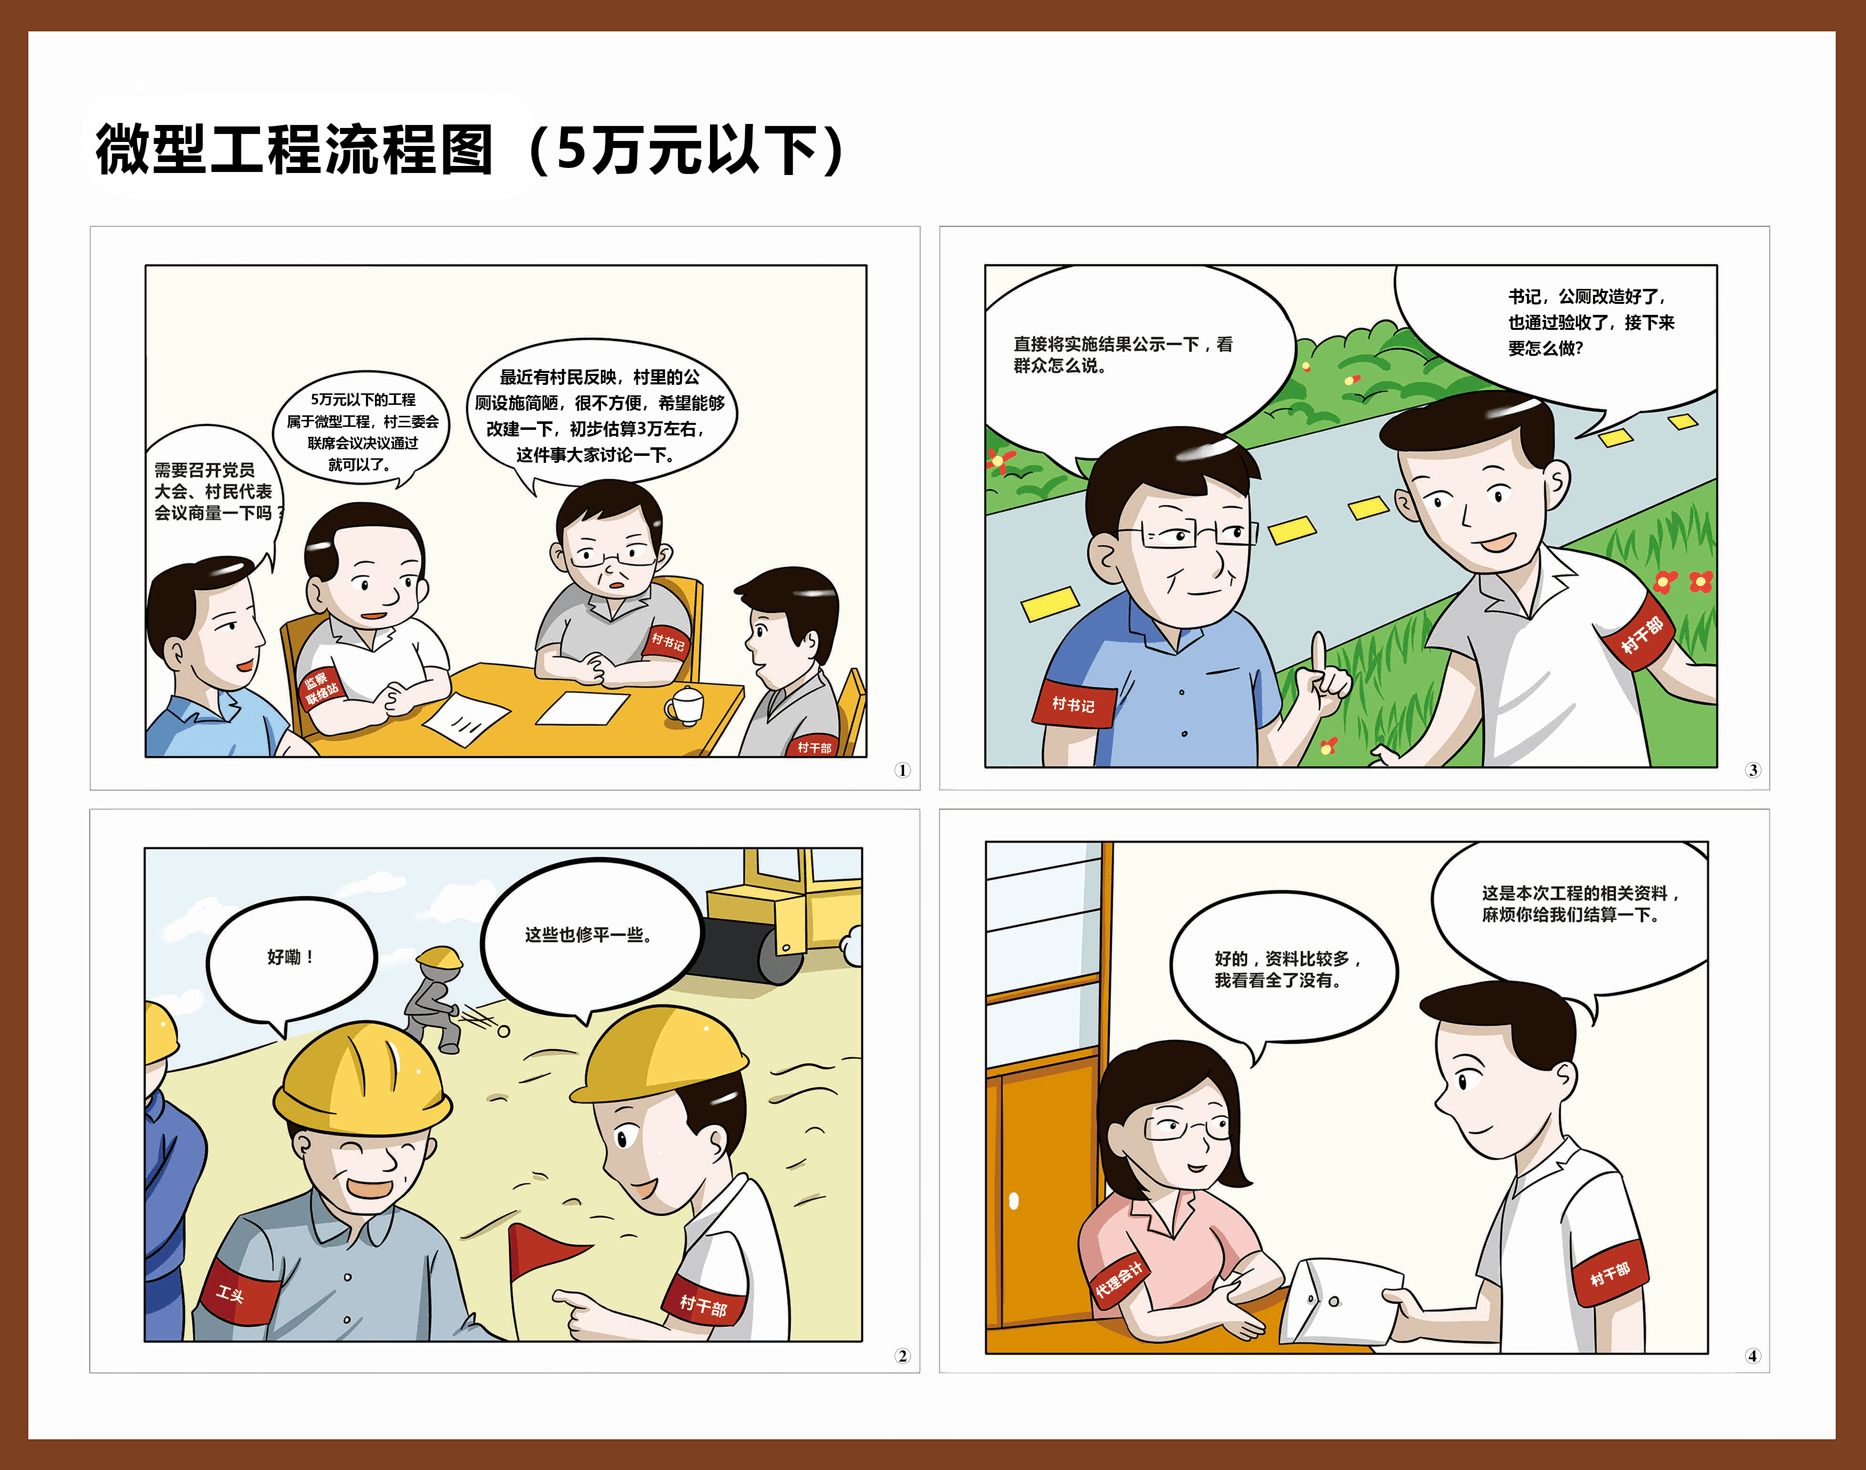 微型工程流程图（5万元以下）
最近有村民反映，村里的公
厕设施简陋，很不方便，希望能够
改建一下，初步估算3万左右，
这件事大家讨论一下。
5万元以下的工程
属于微型工程，村三委会
联席会议决议通过
就可以了。
需要召开党员
大会、村民代表
会议商量一下吗？
监察
联络站
村书记
村干部
1
这些也修平一些。
好嘞！
工头
村干部
2
书记，公厕改造好了，
也通过验收了，接下来
要怎么做?
直接将实施结果公示一下，看
群众怎么说。
村书记
村干部
3
这是本次工程的相关资料，
麻烦你给我们结算一下。
好的，资料比较多，
我看看全了没有。
代理会计
村干部
4